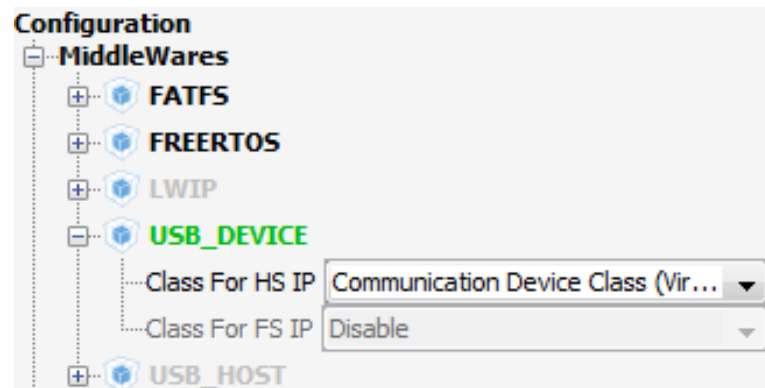 Configuration
MiddleWares
FATFS
FREERTOS
LWIP
USB_DEVICE
Class For HS IP Communication Device Class (Vir...
Class For FS IP Disable
USB_HOST